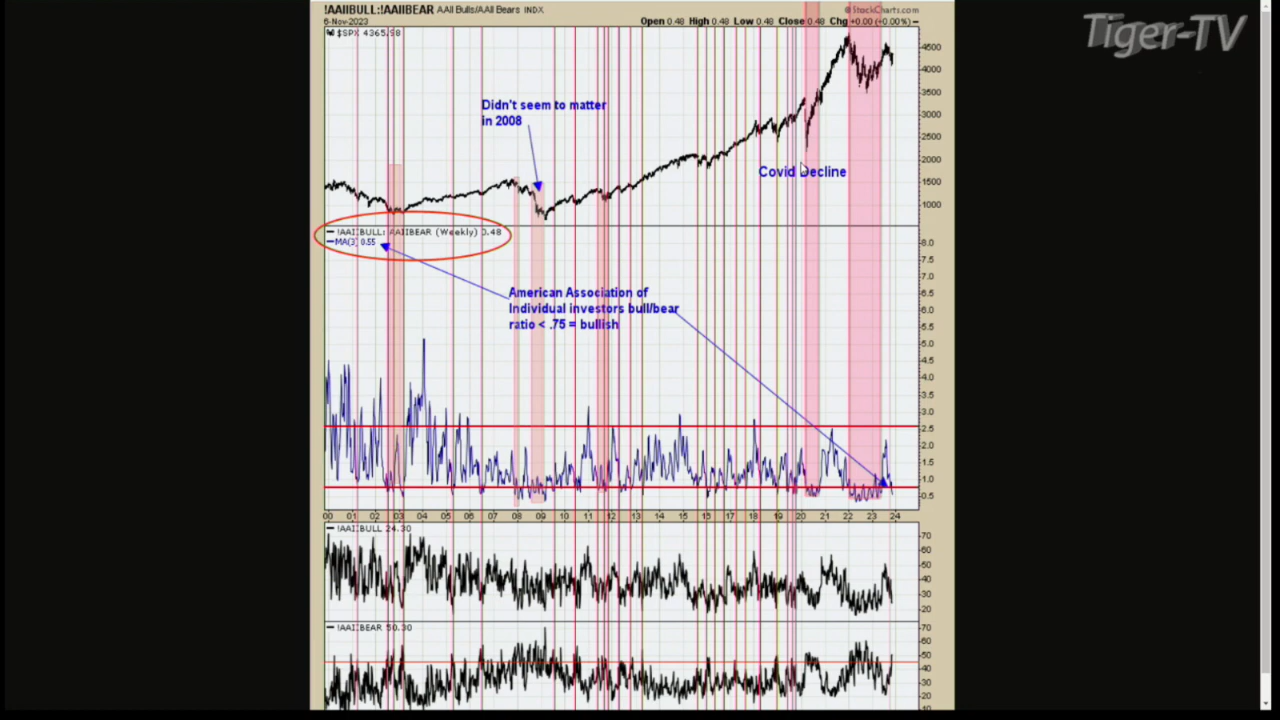 !AAIIBULL:!AAIIBEAR AAII Bulls/AAII Bears INDX
© StockCharts.com
6-Nov-2023
Open 0.48 High 0.48 Low 0.48 Close 0.48 Chg +0.00 (+0.00%)
$SPX 4365.98
Tiger-TV
4500
4000
3500
3000
2500
2000
1500
1000
Didn't seem to matter
in 2008
Covid Decline
!AAIIBULL:!AAIIBEAR (Weekly) 0.48
MA(3) 0.55
American Association of
Individual investors bull/bear
ratio < .75 = bullish
8.0
7.5
7.0
6.5
6.0
5.5
5.0
4.5
4.0
3.5
3.0
2.5
2.0
1.5
1.0
0.5
00 01 02 03 04 05 06 07 08 09 10 11 12 13 14 15 16 17 18 19 20 21 22 23 24
!AAIIBULL 24.30
70
60
50
40
30
20
!AAIIBEAR 50.30
70
60
50
40
30
20
10